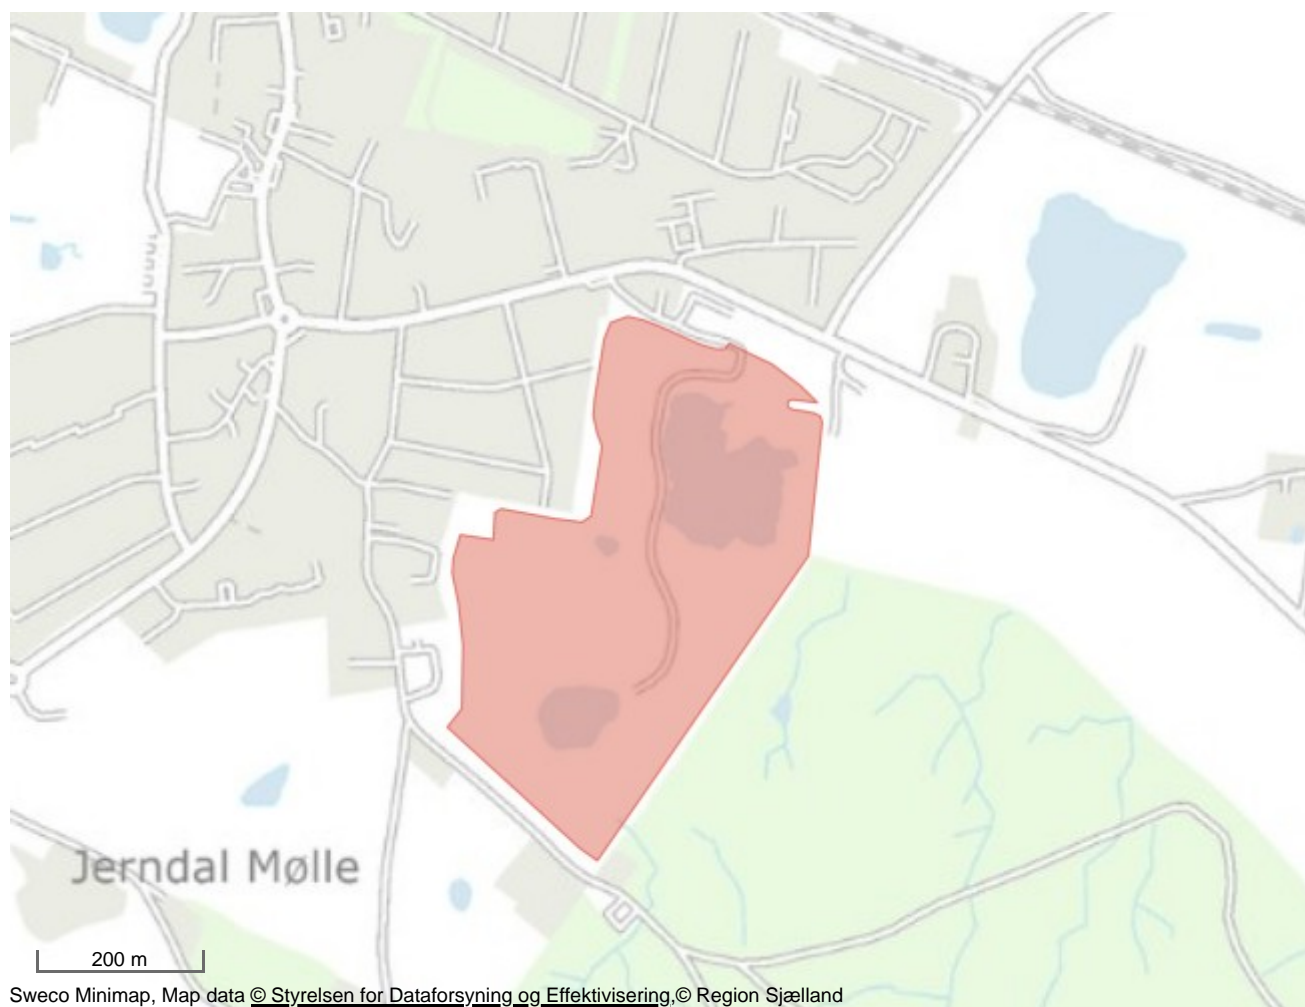 Jerndal Mølle
200 m
Sweco Minimap, Map data © Styrelsen for Dataforsyning og Effektivisering,© Region Sjælland